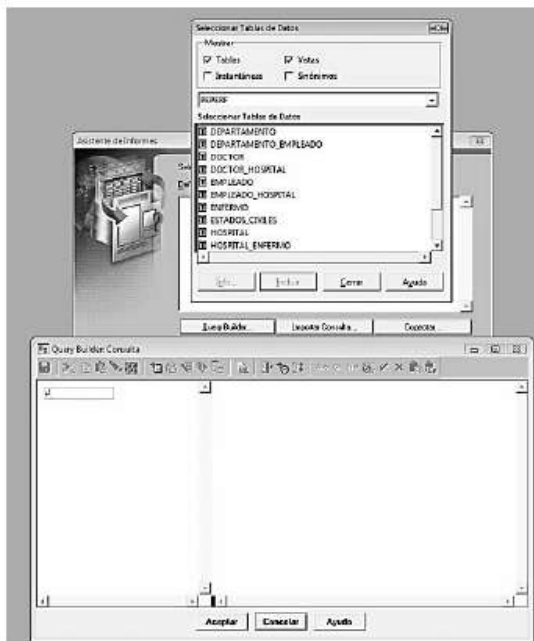 Seleccionar Tablas de Datos
Mostrar
Tablas
Vistas
Instantáneas
Sinónimos
Seleccionar Tablas de Datos
DEPARTAMENTO
DEPARTAMENTO_EMPLEADO
DOCTOR
DOCTOR_HOSPITAL
EMPLEADO
EMPLEADO_HOSPITAL
ENFERMO
ESTADOS_CIVILES
HOSPITAL
HOSPITAL_ENFERMO
Incluir
Cerrar
Ayuda
Asistente de Informes
Query Builder...
Importar Consulta...
Conectar...
Query Builder Consulta
Aceptar
Cancelar
Ayuda